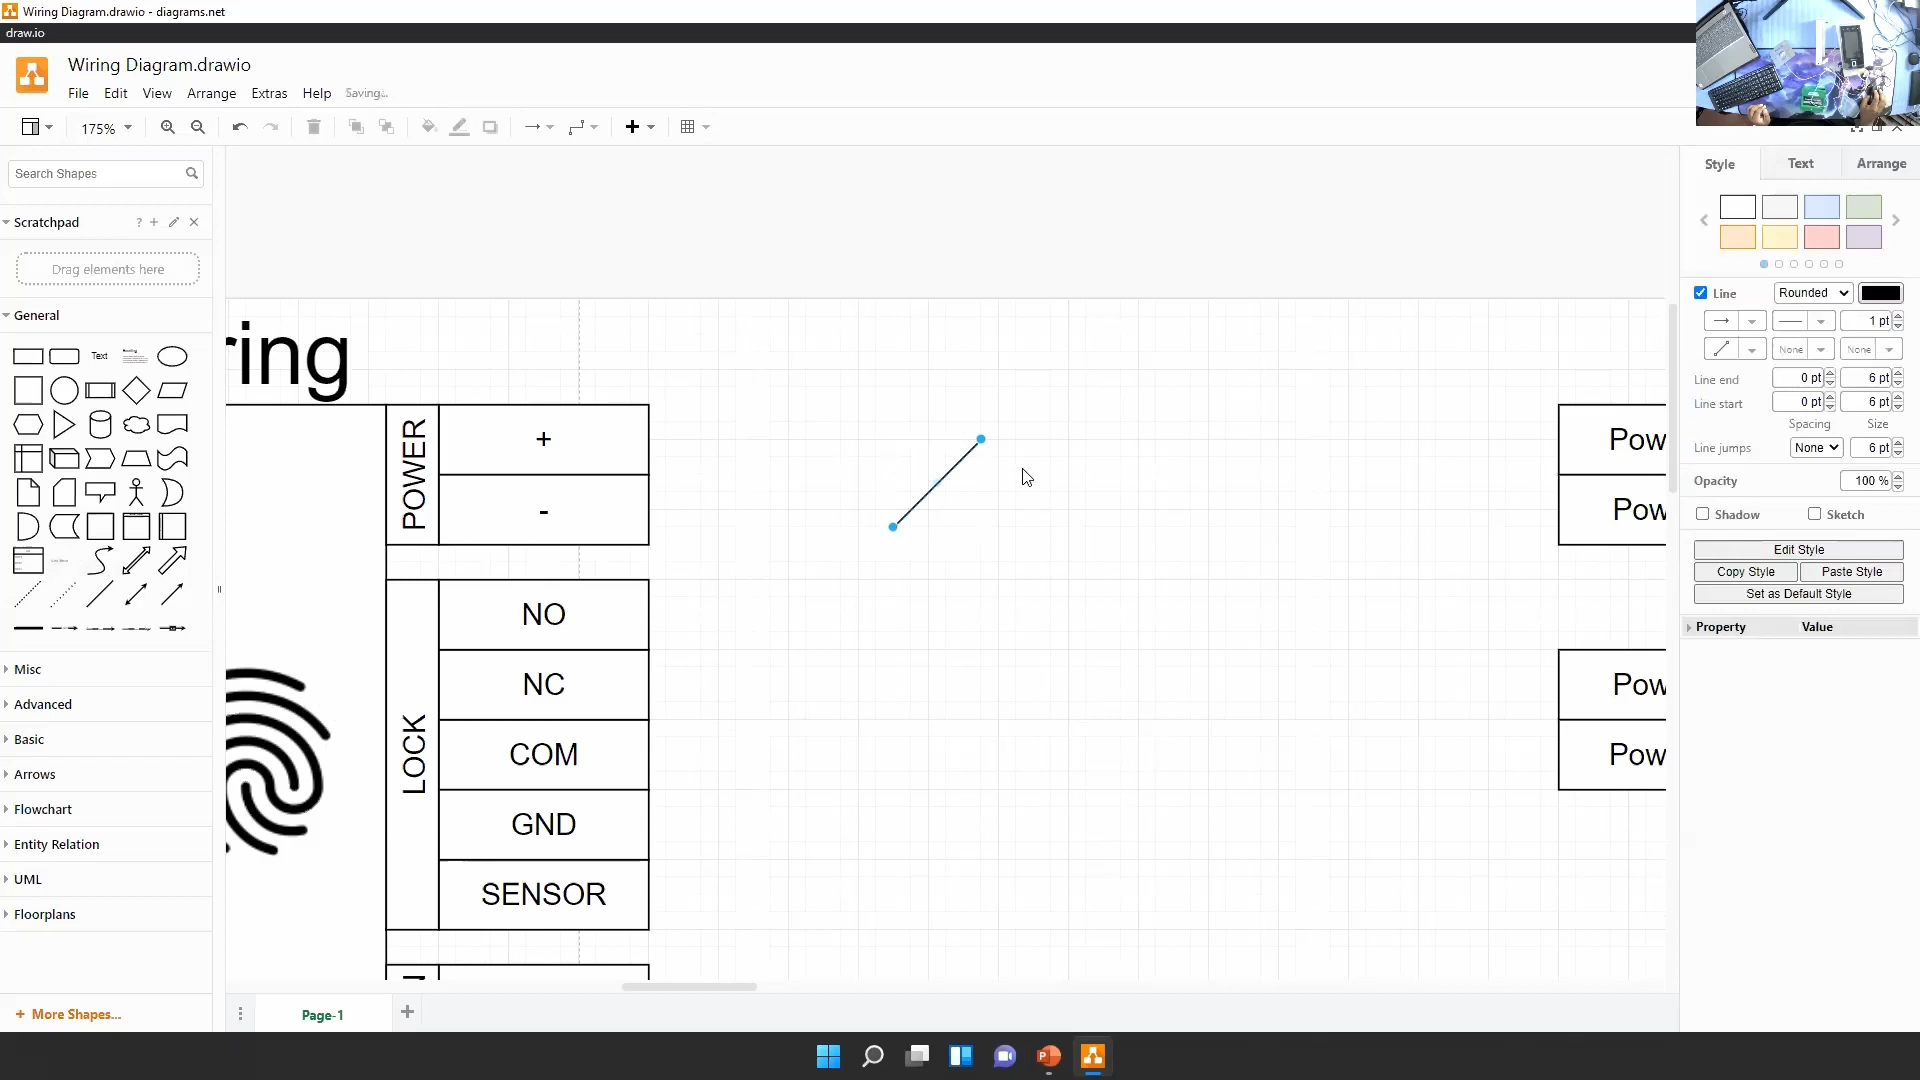 Wiring Diagram.drawio - diagrams.net
draw.io
Wiring Diagram.drawio
File Edit View Arrange Extras Help Saving...
175%
Search Shapes
Scratchpad ?
Drag elements here
General
Text
Heading
Misc
Advanced
Basic
Arrows
Flowchart
Entity Relation
UML
Floorplans
+ More Shapes...
ring
POWER
+
-
LOCK
NO
NC
COM
GND
SENSOR
Pow
Pow
Pow
Pow
Page-1
Style Text Arrange
Line Rounded
1 pt
None None
Line end 0 pt 6 pt
Line start 0 pt 6 pt
Spacing Size
Line jumps None 6 pt
Opacity 100 %
Shadow Sketch
Edit Style
Copy Style Paste Style
Set as Default Style
Property Value